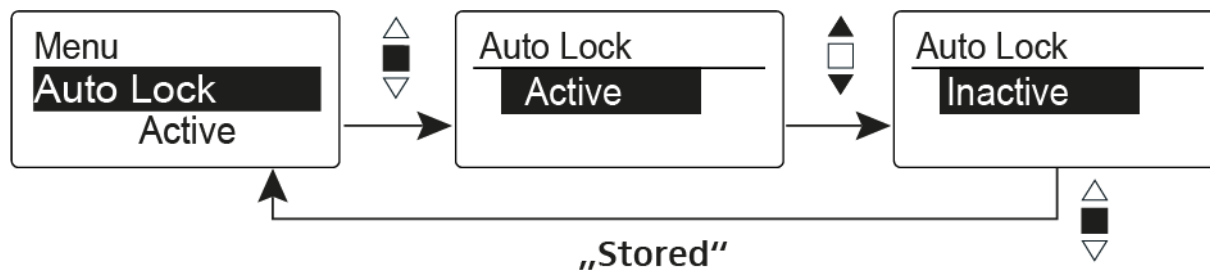 Menu
Auto Lock
Active
Auto Lock
Active
Auto Lock
Inactive
„Stored“